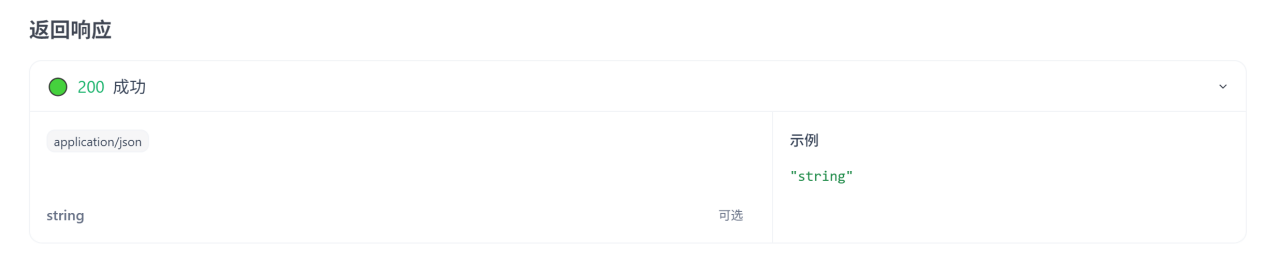 返回响应
200 成功
application/json
string 可选
示例
"string"